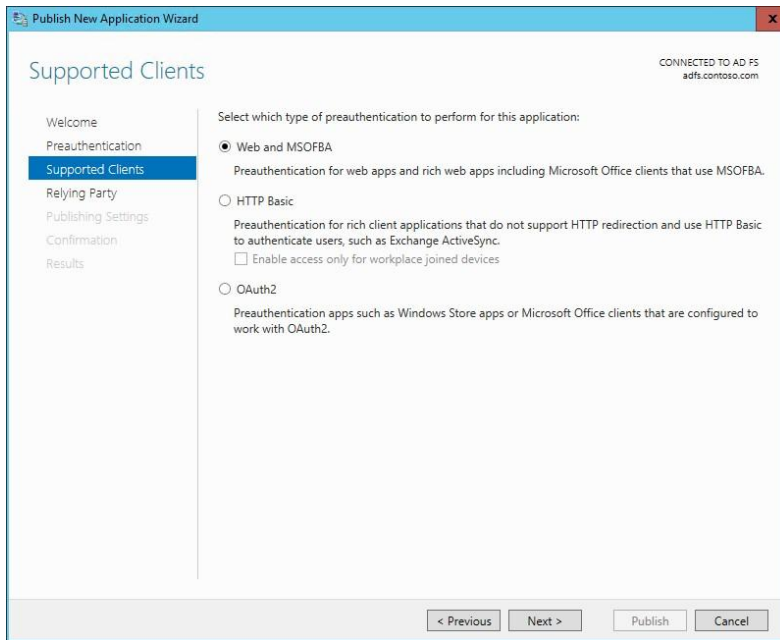 Publish New Application Wizard
x
Supported Clients
CONNECTED TO AD FS
adfs.contoso.com
Welcome
Preauthentication
Supported Clients
Relying Party
Publishing Settings
Confirmation
Results
Select which type of preauthentication to perform for this application:
Web and MSOFBA
Preauthentication for web apps and rich web apps including Microsoft Office clients that use MSOFBA.
HTTP Basic
Preauthentication for rich client applications that do not support HTTP redirection and use HTTP Basic
to authenticate users, such as Exchange ActiveSync.
Enable access only for workplace joined devices
OAuth2
Preauthentication apps such as Windows Store apps or Microsoft Office clients that are configured to
work with OAuth2.
< Previous
Next >
Publish
Cancel